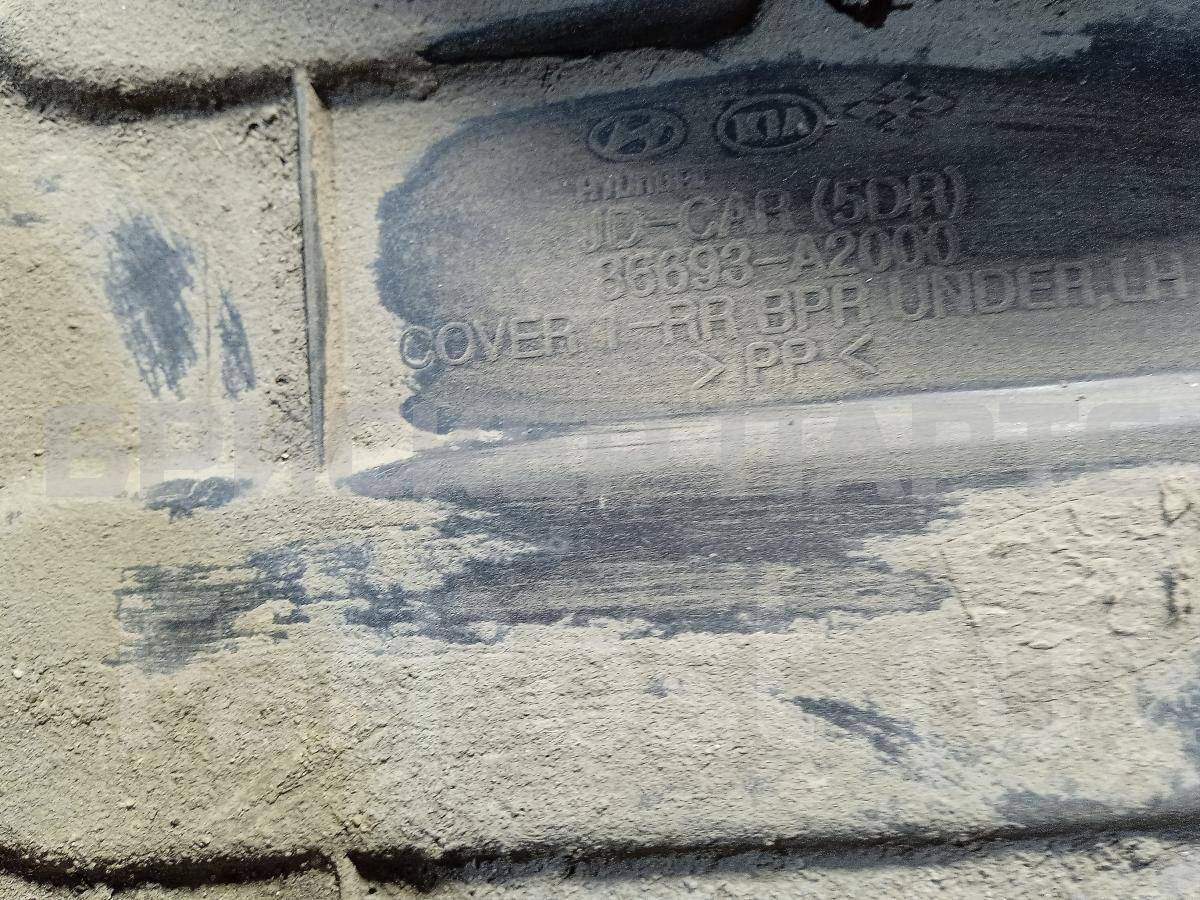 KIA
HYUNDAI
JD-CAR (5DR)
86693-A2000
COVER 1-RR BPR UNDER,LH
>PP<